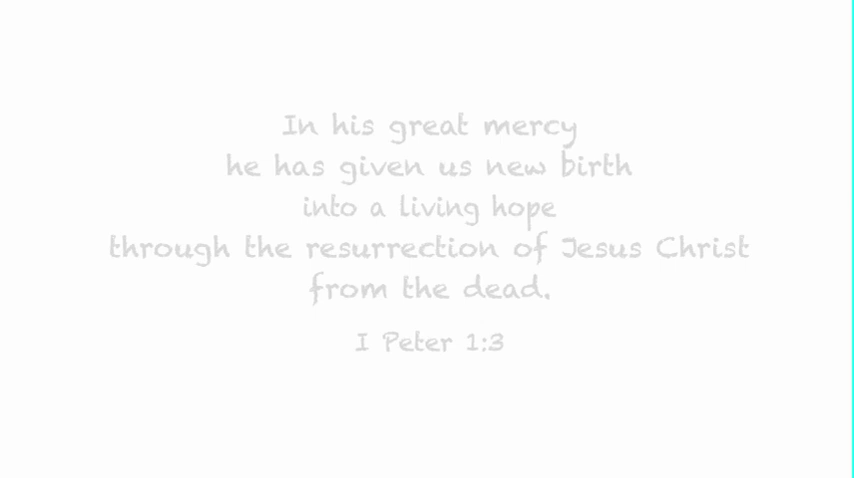 In his great mercy
he has given us new birth
into a living hope
through the resurrection of Jesus Christ
from the dead.
I Peter 1:3